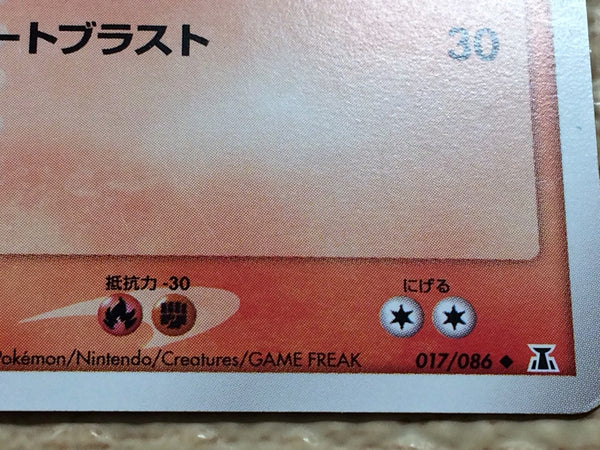 ートブラスト 30
抵抗力 -30 にげる
Pokémon/Nintendo/Creatures/GAME FREAK 017/086